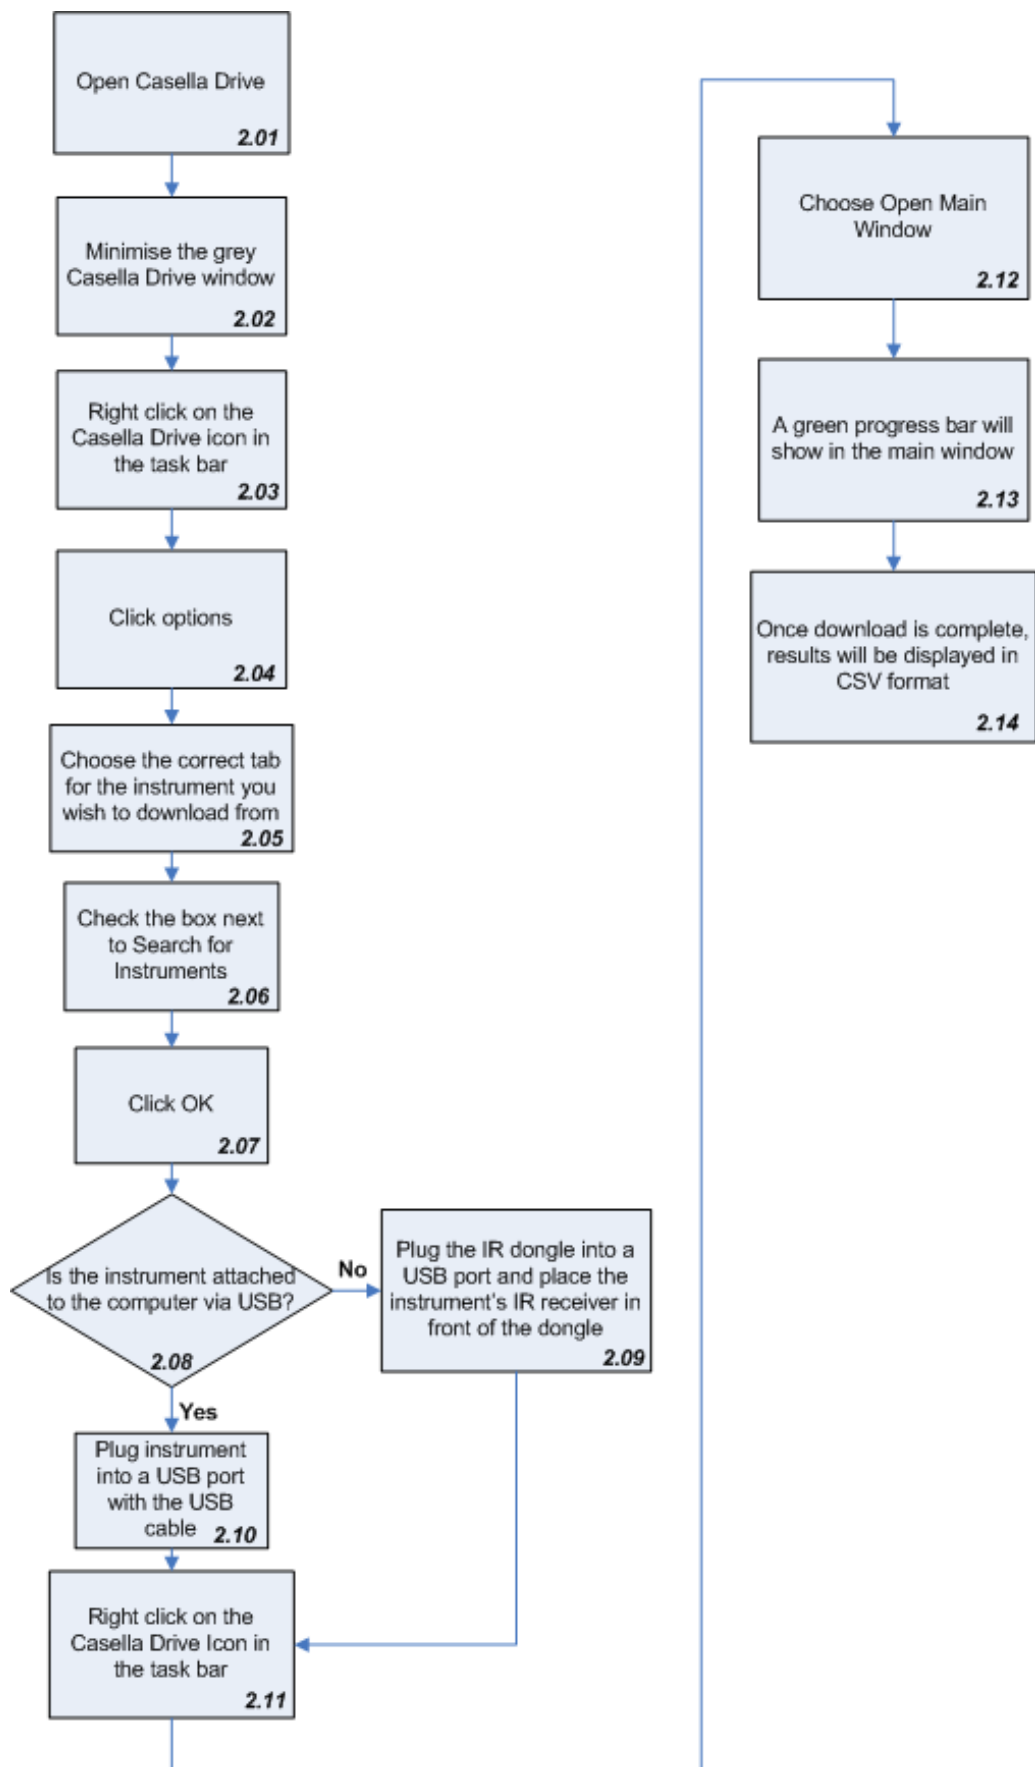 Open Casella Drive
2.01
Minimise the grey
Casella Drive window
2.02
Right click on the
Casella Drive icon in
the task bar
2.03
Click options
2.04
Choose the correct tab
for the instrument you
wish to download from
2.05
Check the box next
to Search for
Instruments
2.06
Click OK
2.07
Is the instrument attached
to the computer via USB?
2.08
No
Plug the IR dongle into a
USB port and place the
instrument's IR receiver in
front of the dongle
2.09
Yes
Plug instrument
into a USB port
with the USB
cable
2.10
Right click on the
Casella Drive Icon in
the task bar
2.11
Choose Open Main
Window
2.12
A green progress bar will
show in the main window
2.13
Once download is complete,
results will be displayed in
CSV format
2.14